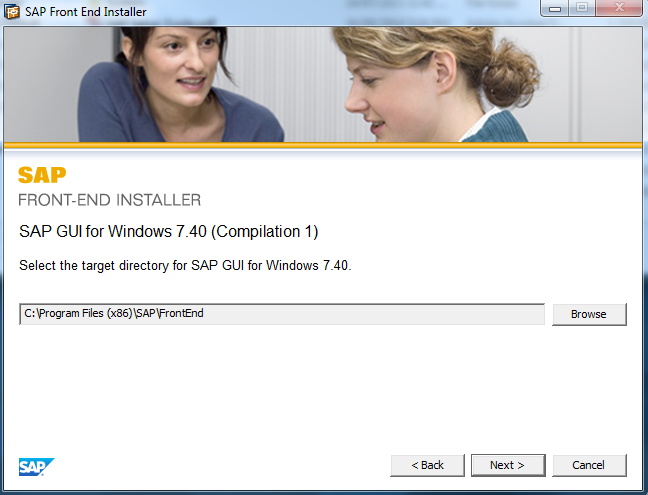 SAP Front End Installer
SAP
FRONT-END INSTALLER
SAP GUI for Windows 7.40 (Compilation 1)
Select the target directory for SAP GUI for Windows 7.40.
C:\Program Files (x86)\SAP\FrontEnd
Browse
SAP
< Back
Next >
Cancel